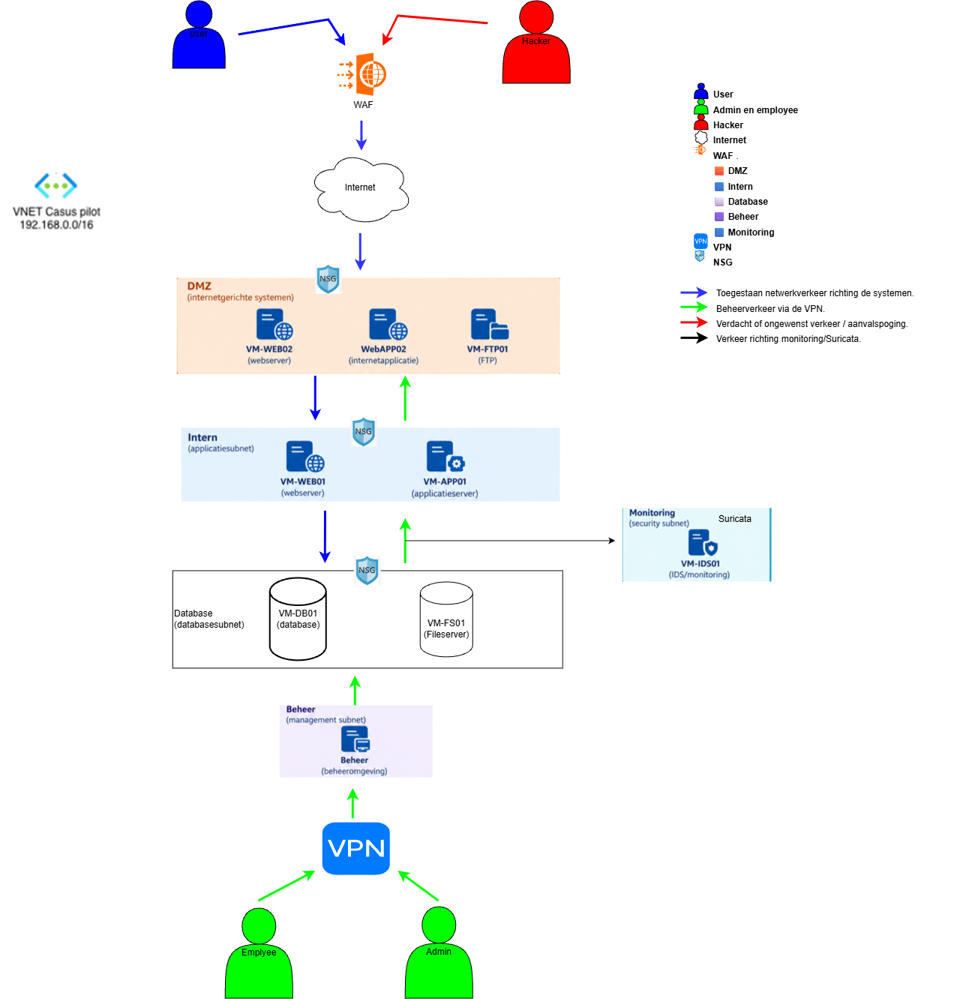 user
Hacker
WAF
User
Admin en employee
Hacker
Internet
WAF .
DMZ
Intern
Database
Beheer
Monitoring
VPN
VPN
NSG
NSG
Internet
VNET Casus pilot
192.168.0.0/16
Toegestaan netwerkverkeer richting de systemen.
Beheerverkeer via de VPN.
Verdacht of ongewenst verkeer / aanvalspoging.
Verkeer richting monitoring/Suricata.
NSG
DMZ
(internetgerichte systemen)
VM-WEB02
(webserver)
WebAPP02
(internetapplicatie)
VM-FTP01
(FTP)
NSG
Intern
(applicatiesubnet)
VM-WEB01
(webserver)
VM-APP01
(applicatieserver)
Monitoring
(security subnet)
Suricata
VM-IDS01
(IDS/monitoring)
NSG
Database
(databasesubnet)
VM-DB01
(database)
VM-FS01
(Fileserver)
Beheer
(management subnet)
Beheer
(beheeromgeving)
VPN
Emplyee
Admin